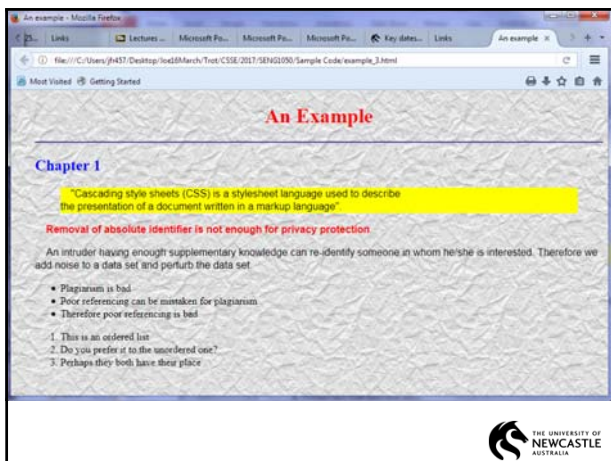 An example - Mozilla Firefox
Links
Lectures ...
Microsoft Po...
Microsoft Po...
Microsoft Po...
Key dates...
Links
An example
file:///C:/Users/jh457/Desktop/Joe16March/Trot/CSSE/2017/SENG1050/Sample Code/example_3.html
Most Visited Getting Started
An Example
Chapter 1
"Cascading style sheets (CSS) is a stylesheet language used to describe
the presentation of a document written in a markup language".
Removal of absolute identifier is not enough for privacy protection
An intruder having enough supplementary knowledge can re-identify someone in whom he/she is interested. Therefore we
add noise to a data set and perturb the data set
• Plagiarism is bad
• Poor referencing can be mistaken for plagiarism
• Therefore poor referencing is bad
1. This is an ordered list
2. Do you prefer it to the unordered one?
3. Perhaps they both have their place
THE UNIVERSITY OF
NEWCASTLE
AUSTRALIA